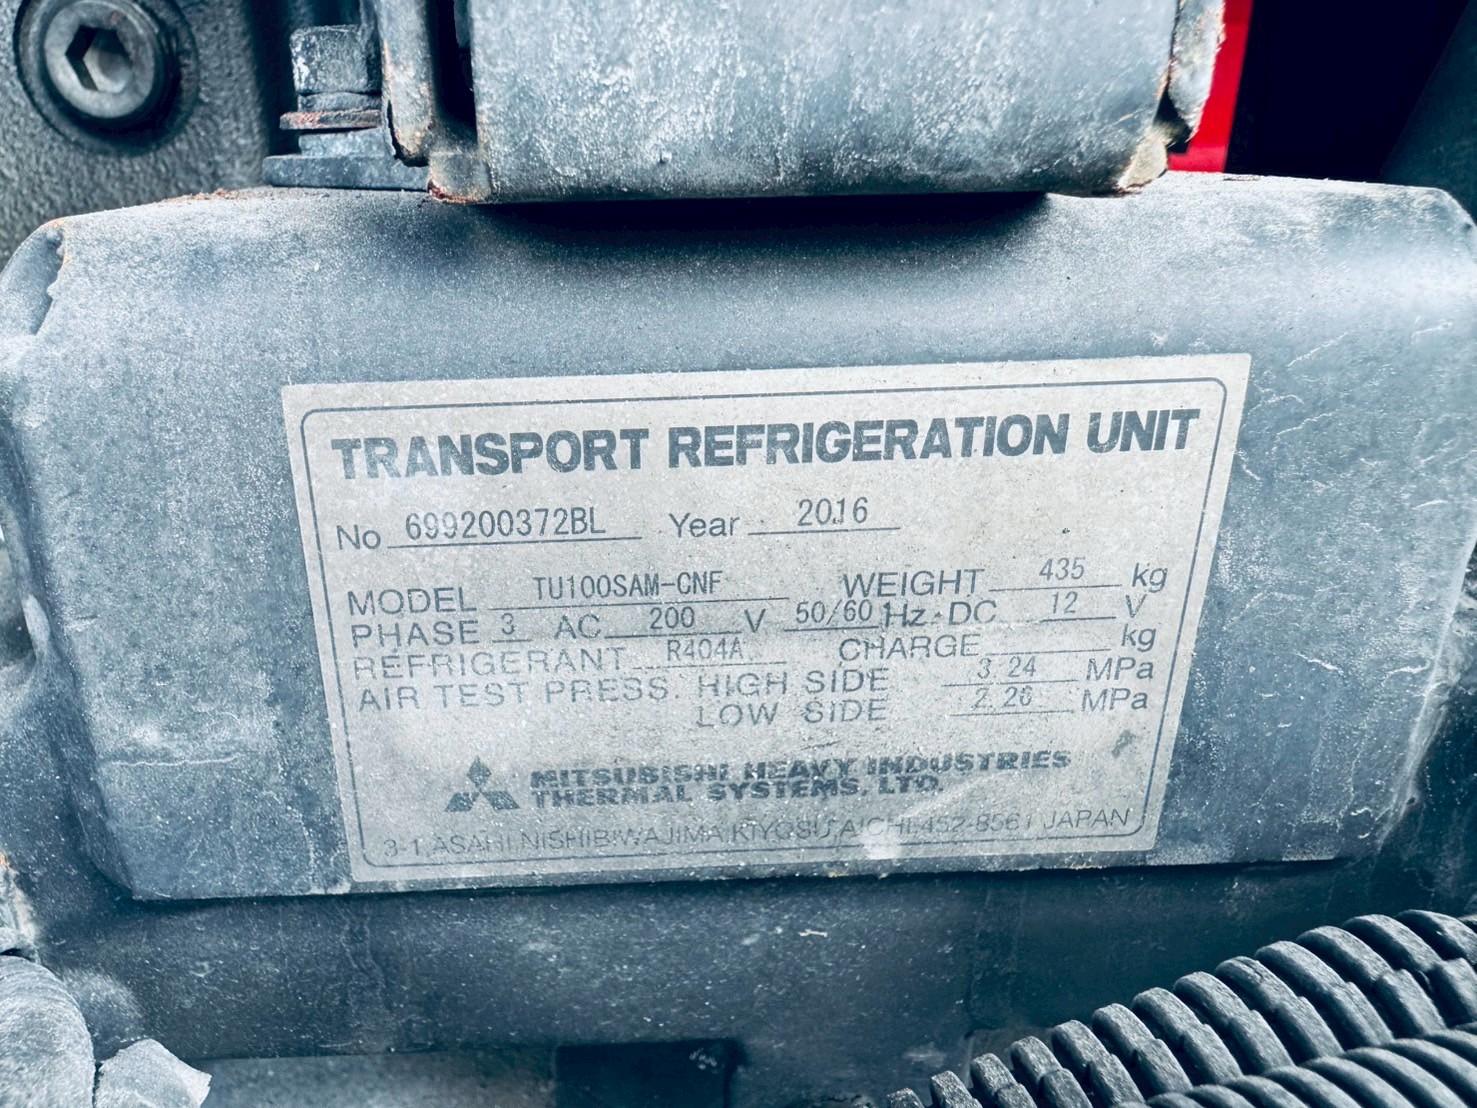 TRANSPORT REFRIGERATION UNIT
No 699200372BL Year 2016
MODEL TU100SAM-CNF WEIGHT 435 kg
PHASE 3 AC 200 V 50/60 Hz·DC 12 V
REFRIGERANT R404A CHARGE kg
AIR TEST PRESS. HIGH SIDE 3.24 MPa
LOW SIDE 2.26 MPa
MITSUBISHI HEAVY INDUSTRIES
THERMAL SYSTEMS, LTD.
3-1,ASAHI,NISHIBIWAJIMA,KIYOSU,AICHI,452-8561 JAPAN